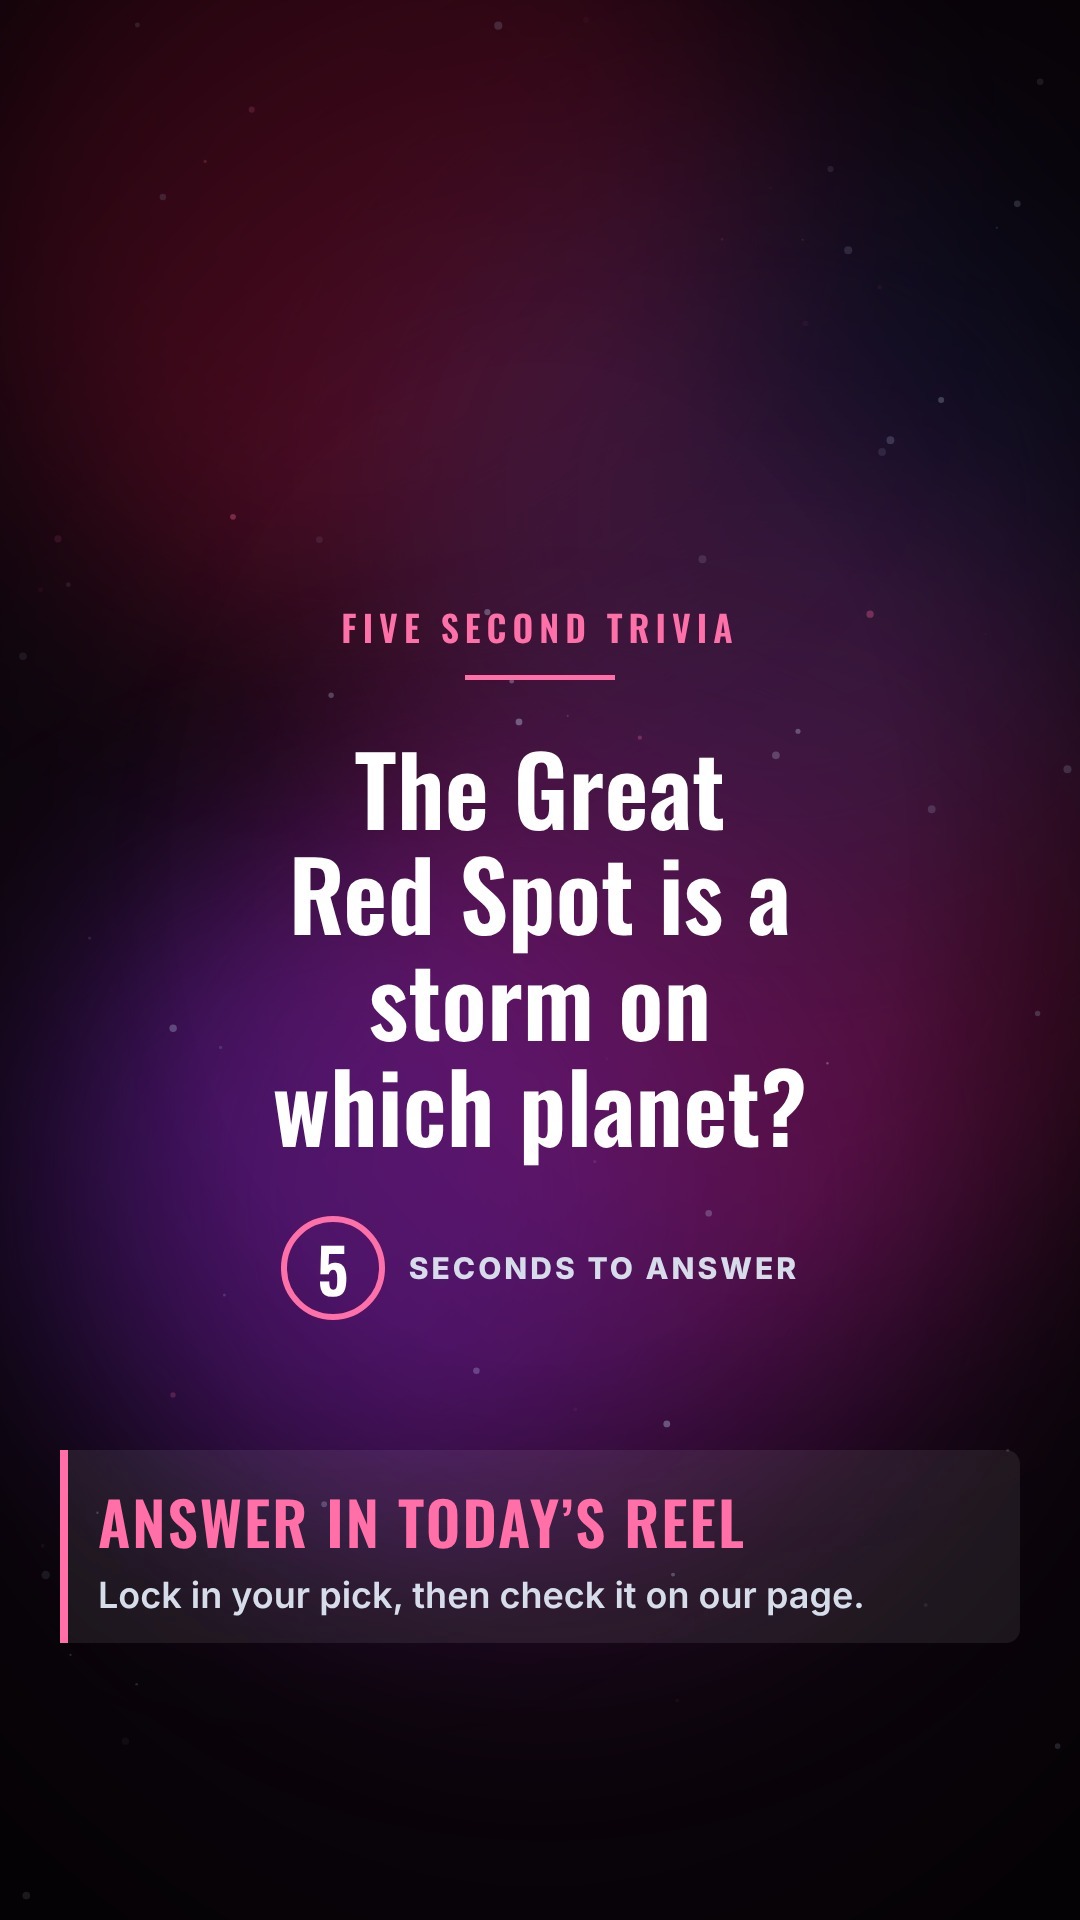 FIVE SECOND TRIVIA
The Great
Red Spot is a
storm on
which planet?
5 SECONDS TO ANSWER
ANSWER IN TODAY’S REEL
Lock in your pick, then check it on our page.